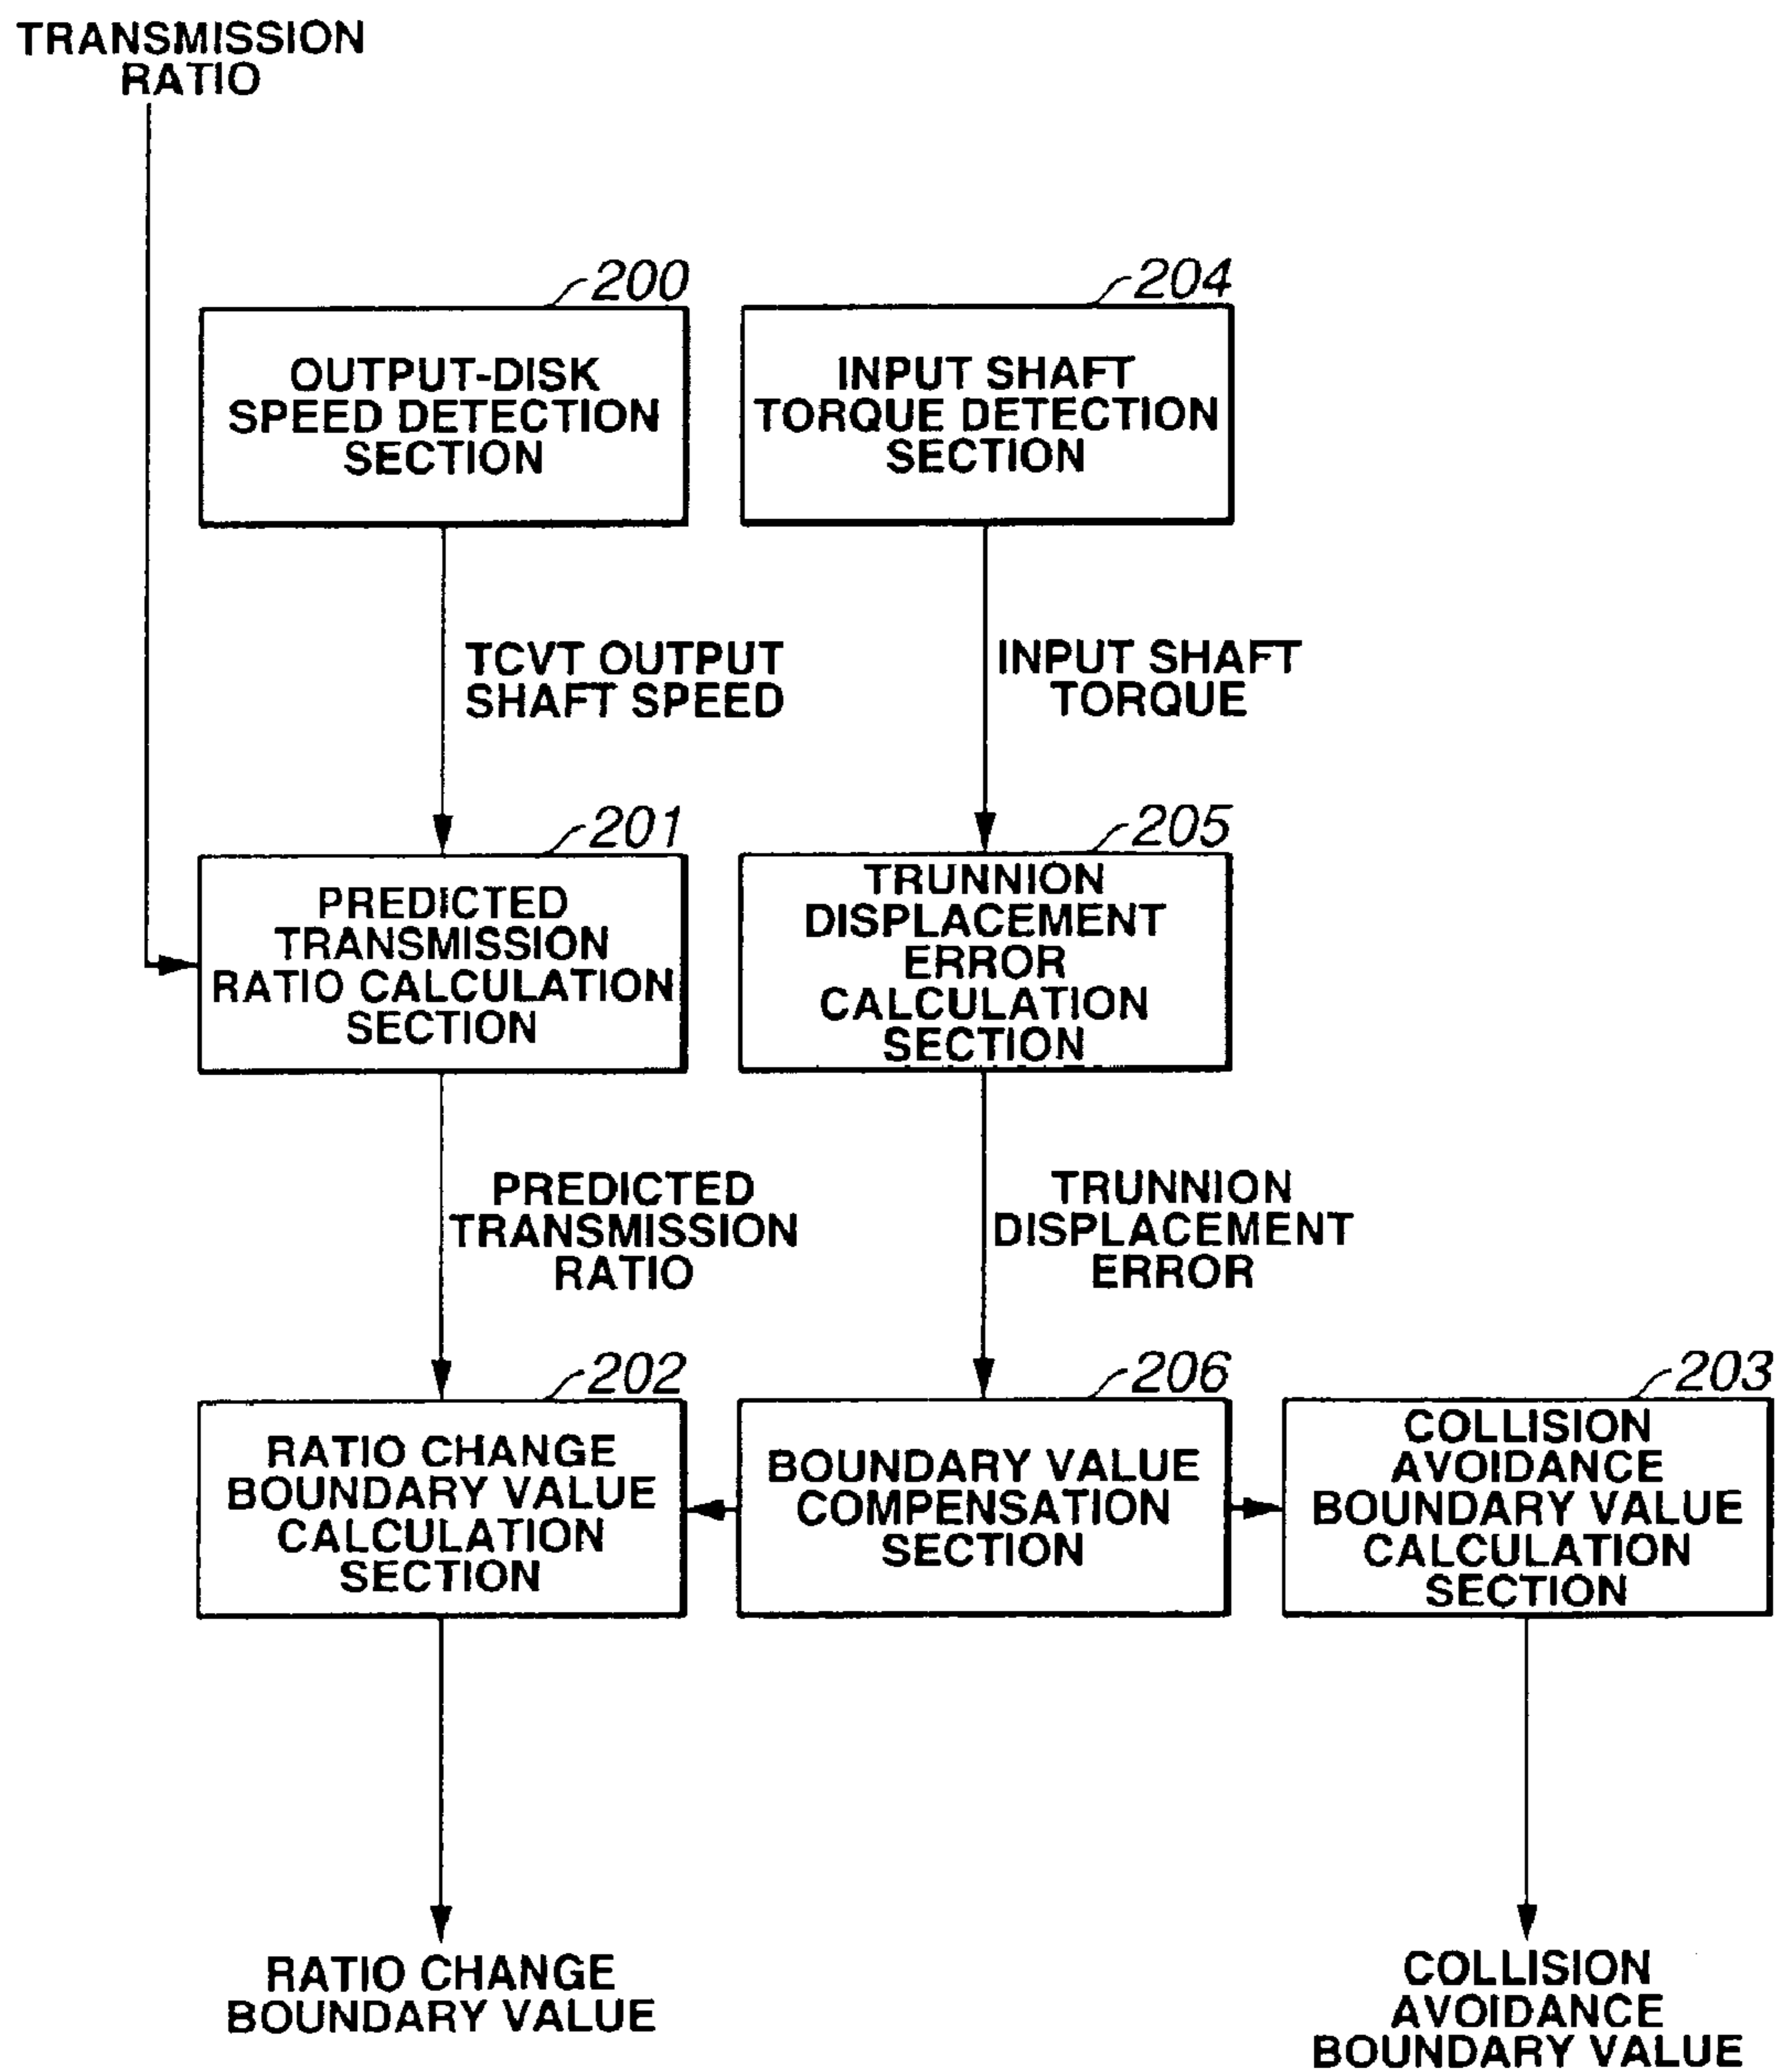 TRANSMISSION
RATIO
200
OUTPUT-DISK
SPEED DETECTION
SECTION
204
INPUT SHAFT
TORQUE DETECTION
SECTION
TCVT OUTPUT
SHAFT SPEED
INPUT SHAFT
TORQUE
201
PREDICTED
TRANSMISSION
RATIO CALCULATION
SECTION
205
TRUNNION
DISPLACEMENT
ERROR
CALCULATION
SECTION
PREDICTED
TRANSMISSION
RATIO
TRUNNION
DISPLACEMENT
ERROR
202
RATIO CHANGE
BOUNDARY VALUE
CALCULATION
SECTION
206
BOUNDARY VALUE
COMPENSATION
SECTION
203
COLLISION
AVOIDANCE
BOUNDARY VALUE
CALCULATION
SECTION
RATIO CHANGE
BOUNDARY VALUE
COLLISION
AVOIDANCE
BOUNDARY VALUE